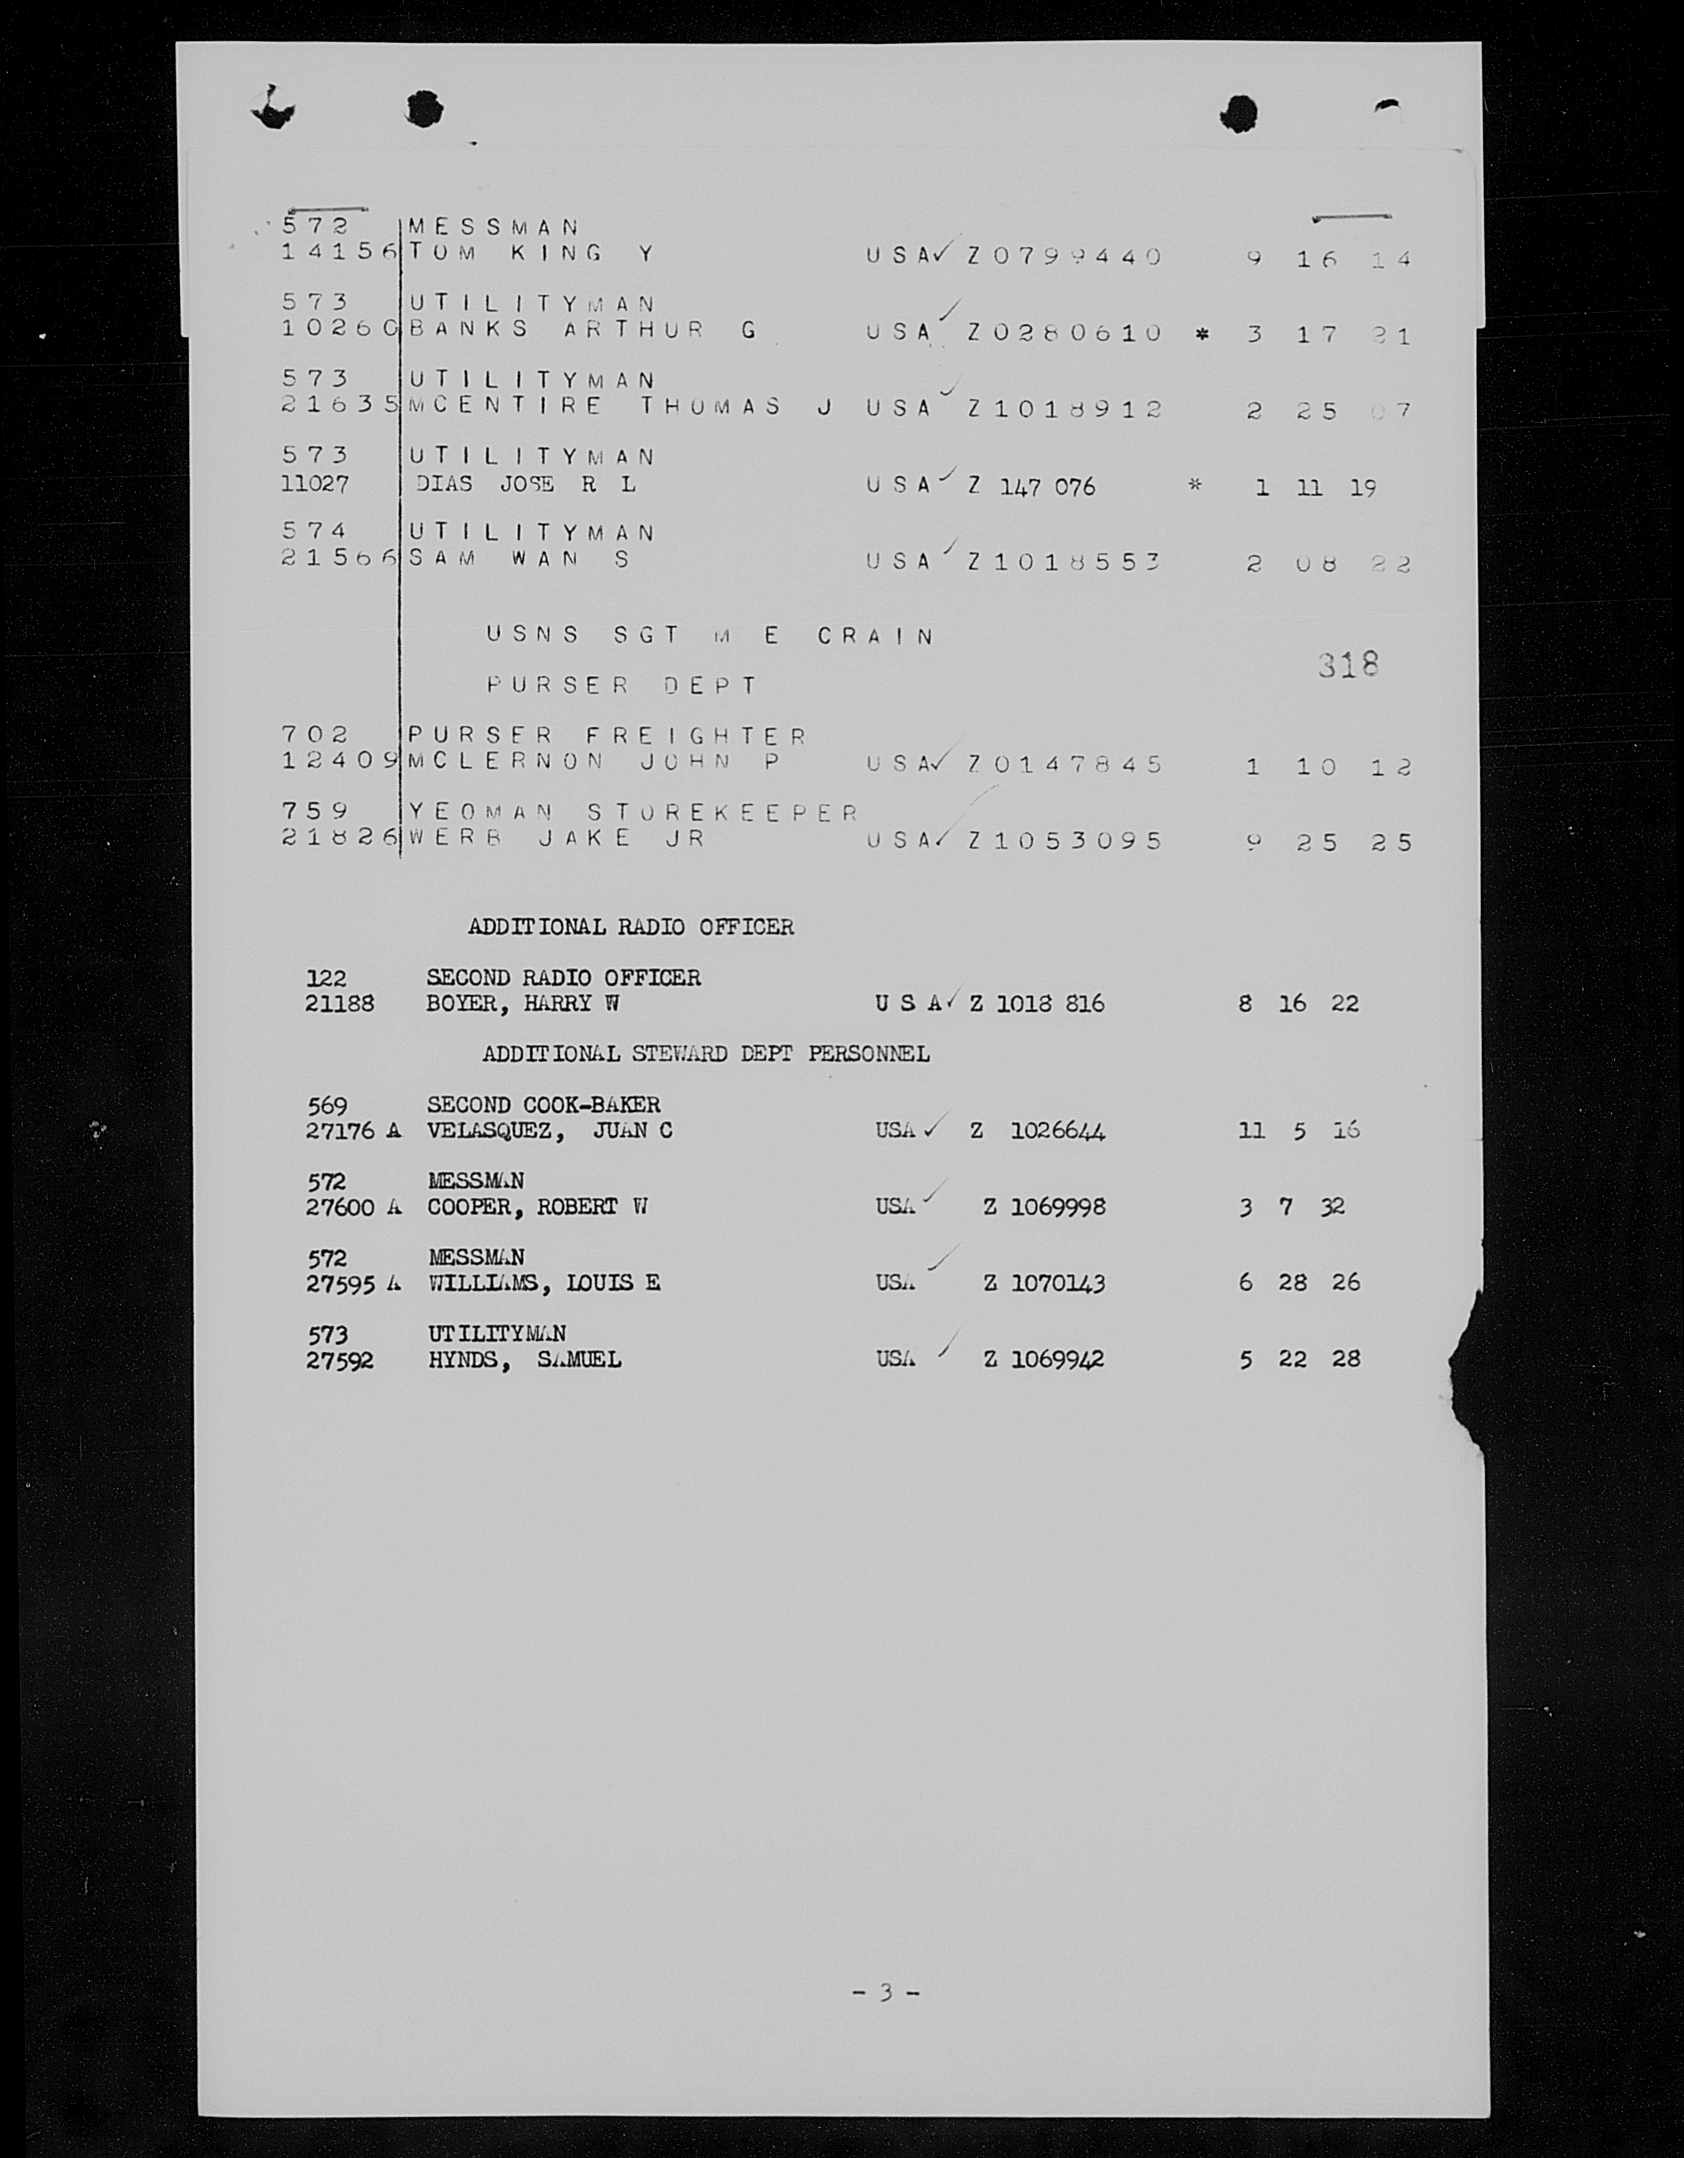 572 MESSMAN
14156 TOM KING Y USA✓ Z0799440 9 16 14
573 UTILITYMAN
10260 BANKS ARTHUR G USA✓ Z0280610 * 3 17 21
573 UTILITYMAN
21635 MCENTIRE THOMAS J USA✓ Z1018912 2 25 07
573 UTILITYMAN
11027 DIAS JOSE R L USA✓ Z 147 076 * 1 11 19
574 UTILITYMAN
21566 SAM WAN S USA✓ Z1018553 2 08 22
USNS SGT M E CRAIN
318
PURSER DEPT
702 PURSER FREIGHTER
12409 MCLERNON JOHN P USA✓ Z0147845 1 10 12
759 YEOMAN STOREKEEPER
21826 WERB JAKE JR USA✓ Z1053095 9 25 25
ADDITIONAL RADIO OFFICER
122 SECOND RADIO OFFICER
21188 BOYER, HARRY W U S A✓ Z 1018 816 8 16 22
ADDITIONAL STEWARD DEPT PERSONNEL
569 SECOND COOK-BAKER
27176 A VELASQUEZ, JUAN C USA✓ Z 1026644 11 5 16
572 MESSMAN
27600 A COOPER, ROBERT W USA✓ Z 1069998 3 7 32
572 MESSMAN
27595 A WILLIAMS, LOUIS E USA✓ Z 1070143 6 28 26
573 UTILITYMAN
27592 HYNDS, SAMUEL USA✓ Z 1069942 5 22 28
- 3 -